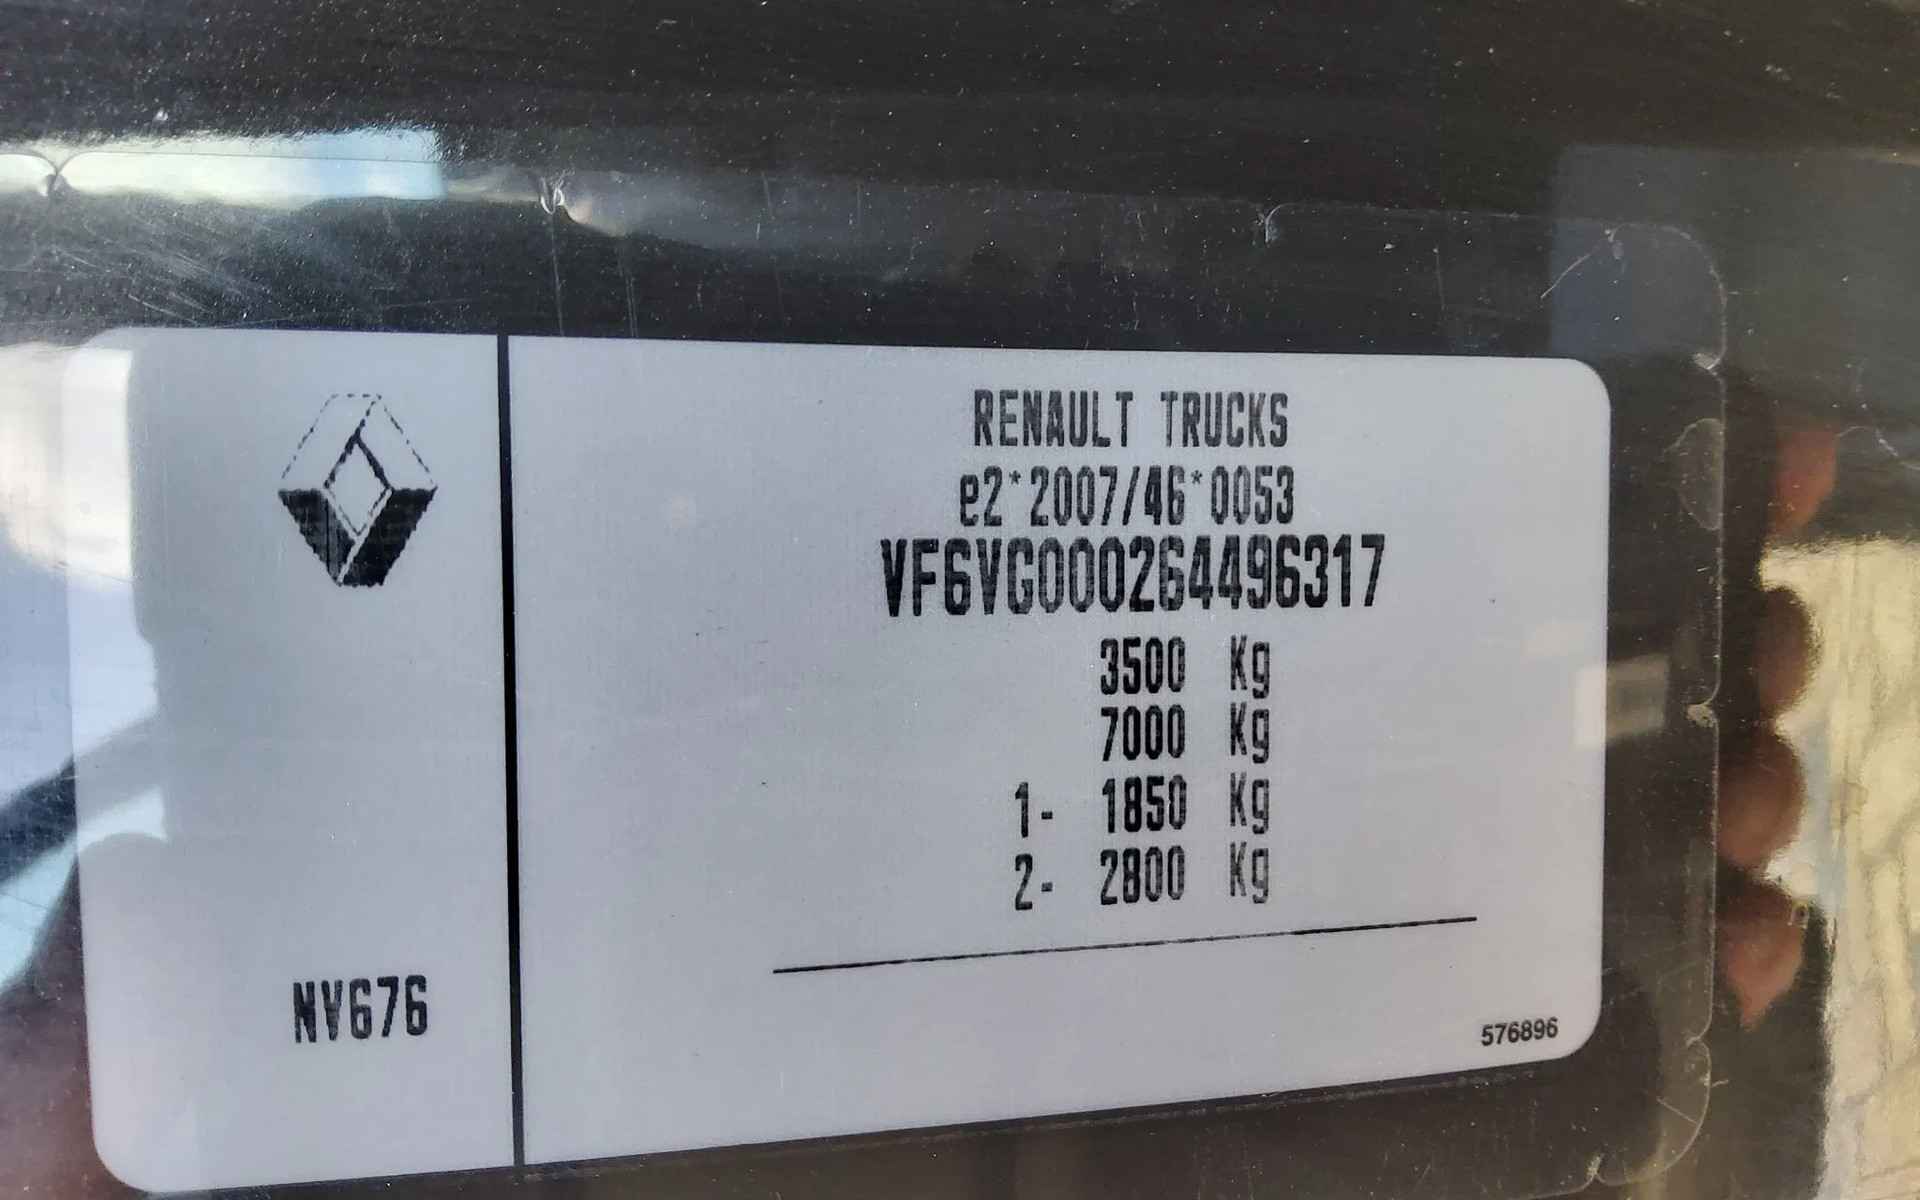 RENAULT TRUCKS
e2*2007/46*0053
VF6VG000264496317
3500 Kg
7000 Kg
1- 1850 Kg
2- 2800 Kg
NV676
576896